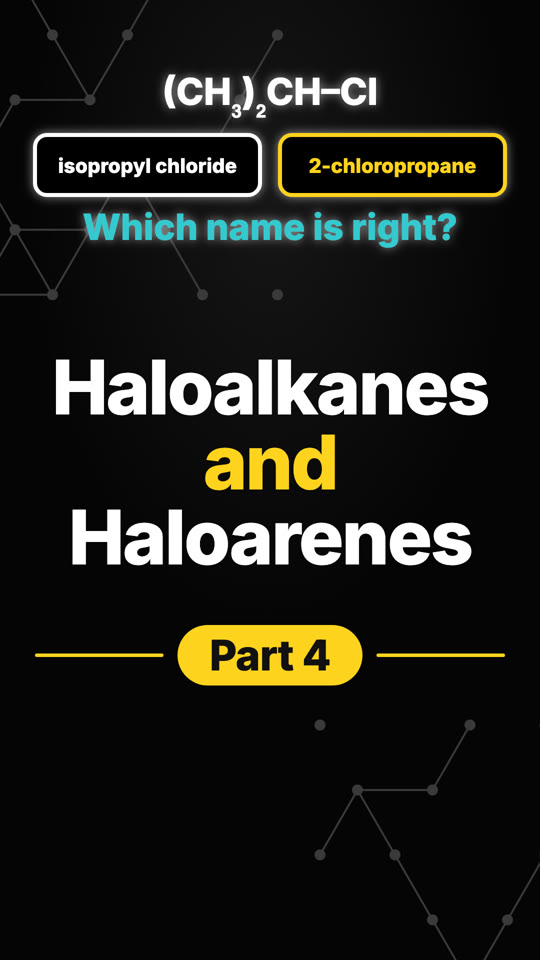 (CH₃)₂CH–Cl
isopropyl chloride
2-chloropropane
Which name is right?
Haloalkanes
and
Haloarenes
Part 4